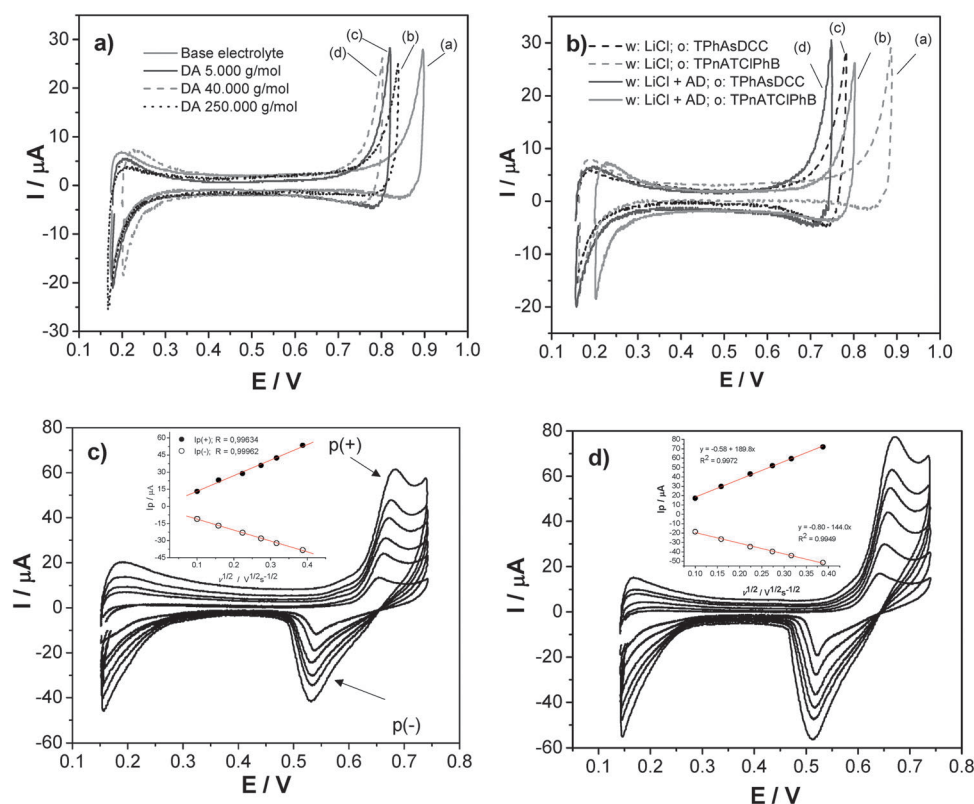 a)
Base electrolyte
DA 5.000 g/mol
DA 40.000 g/mol
DA 250.000 g/mol
(c)
(b)
(d)
(a)
30
20
10
0
-10
-20
-30
I / µA
0.1 0.2 0.3 0.4 0.5 0.6 0.7 0.8 0.9 1.0
E / V
b)
w: LiCl; o: TPhAsDCC
w: LiCl; o: TPnATClPhB
w: LiCl + AD; o: TPhAsDCC
w: LiCl + AD; o: TPnATClPhB
(c)
(d)
(b)
(a)
30
20
10
0
-10
-20
I / µA
0.1 0.2 0.3 0.4 0.5 0.6 0.7 0.8 0.9 1.0
E / V
c)
Ip(+); R = 0,99634
Ip(-); R = 0,99962
60
45
30
15
0
-15
-30
-45
Ip / µA
0.0 0.1 0.2 0.3 0.4
v1/2 / V1/2s-1/2
p(+)
p(-)
80
60
40
20
0
-20
-40
-60
I / µA
0.1 0.2 0.3 0.4 0.5 0.6 0.7 0.8
E / V
d)
y = -0.58 + 189.8x
R2 = 0.9972
y = -0.80 - 144.0x
R2 = 0.9949
100
90
80
70
60
50
40
30
20
10
0
-10
-20
-30
-40
-50
Ip / µA
0.10 0.15 0.20 0.25 0.30 0.35 0.40
v1/2 / V1/2s-1/2
80
60
40
20
0
-20
-40
-60
I / µA
0.1 0.2 0.3 0.4 0.5 0.6 0.7 0.8
E / V